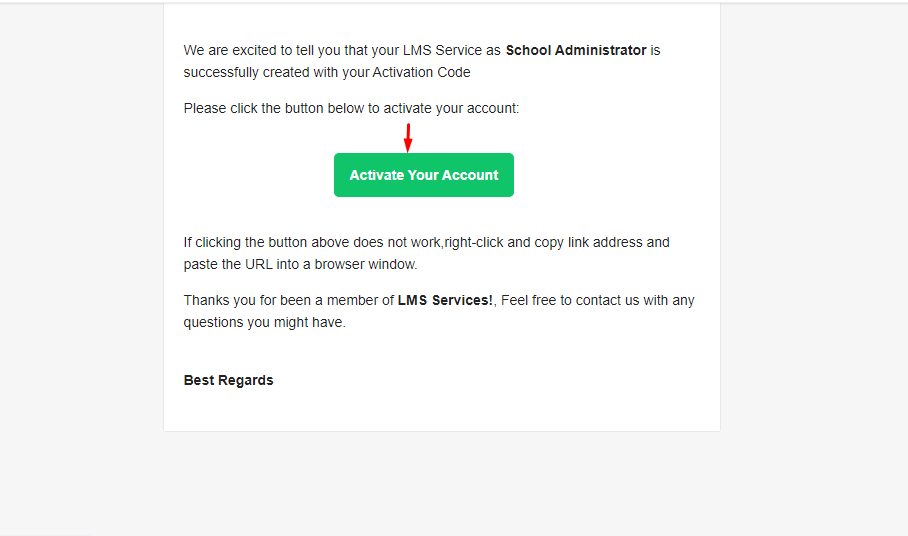 We are excited to tell you that your LMS Service as School Administrator is
successfully created with your Activation Code
Please click the button below to activate your account:
Activate Your Account
If clicking the button above does not work,right-click and copy link address and
paste the URL into a browser window.
Thanks you for been a member of LMS Services!, Feel free to contact us with any
questions you might have.
Best Regards